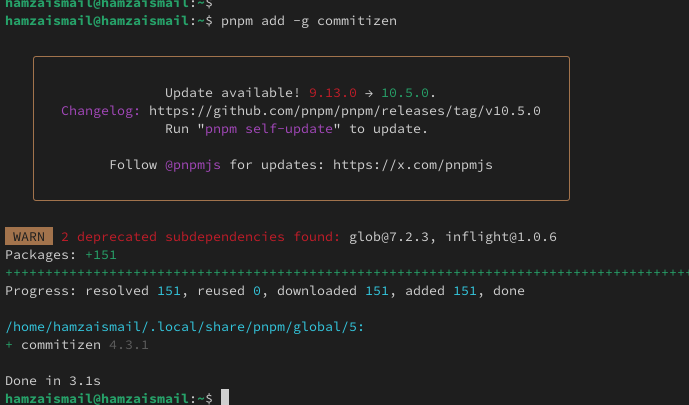 hamzaismail@hamzaismail:~$
hamzaismail@hamzaismail:~$ pnpm add -g commitizen
Update available! 9.13.0 → 10.5.0.
Changelog: https://github.com/pnpm/pnpm/releases/tag/v10.5.0
Run "pnpm self-update" to update.
Follow @pnpmjs for updates: https://x.com/pnpmjs
WARN 2 deprecated subdependencies found: glob@7.2.3, inflight@1.0.6
Packages: +151
++++++++++++++++++++++++++++++++++++++++++++++++++++++++++++++++++++++++++++++++++++++
Progress: resolved 151, reused 0, downloaded 151, added 151, done
/home/hamzaismail/.local/share/pnpm/global/5:
+ commitizen 4.3.1
Done in 3.1s
hamzaismail@hamzaismail:~$